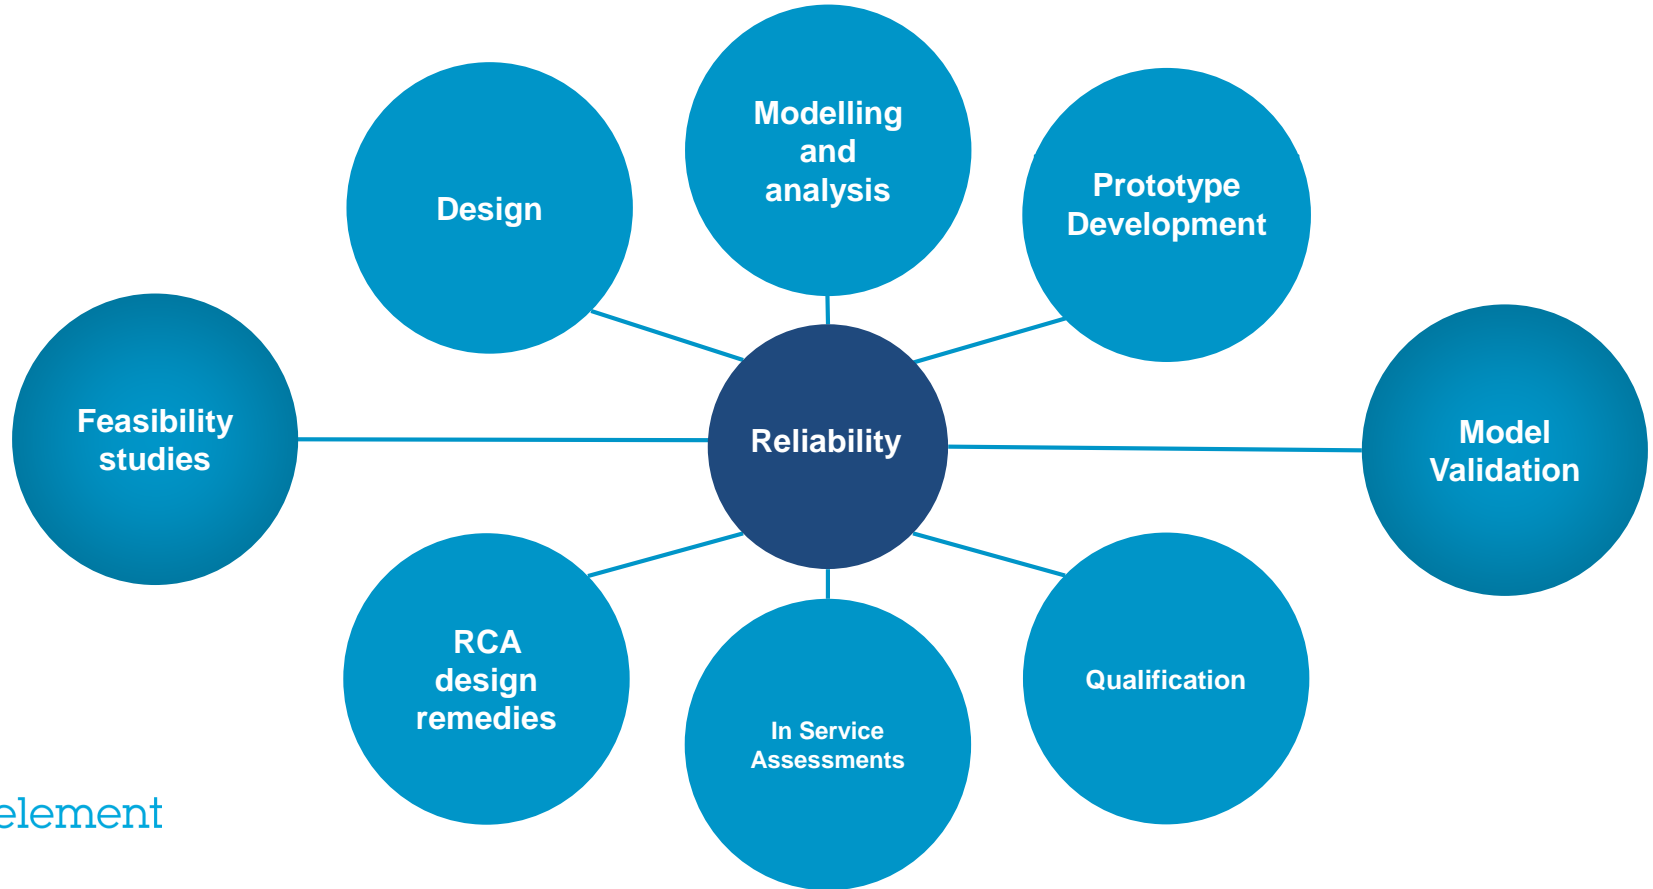 Modelling
and
analysis
Design
Prototype
Development
Feasibility
studies
Reliability
Model
Validation
RCA
design
remedies
In Service
Assessments
Qualification
element